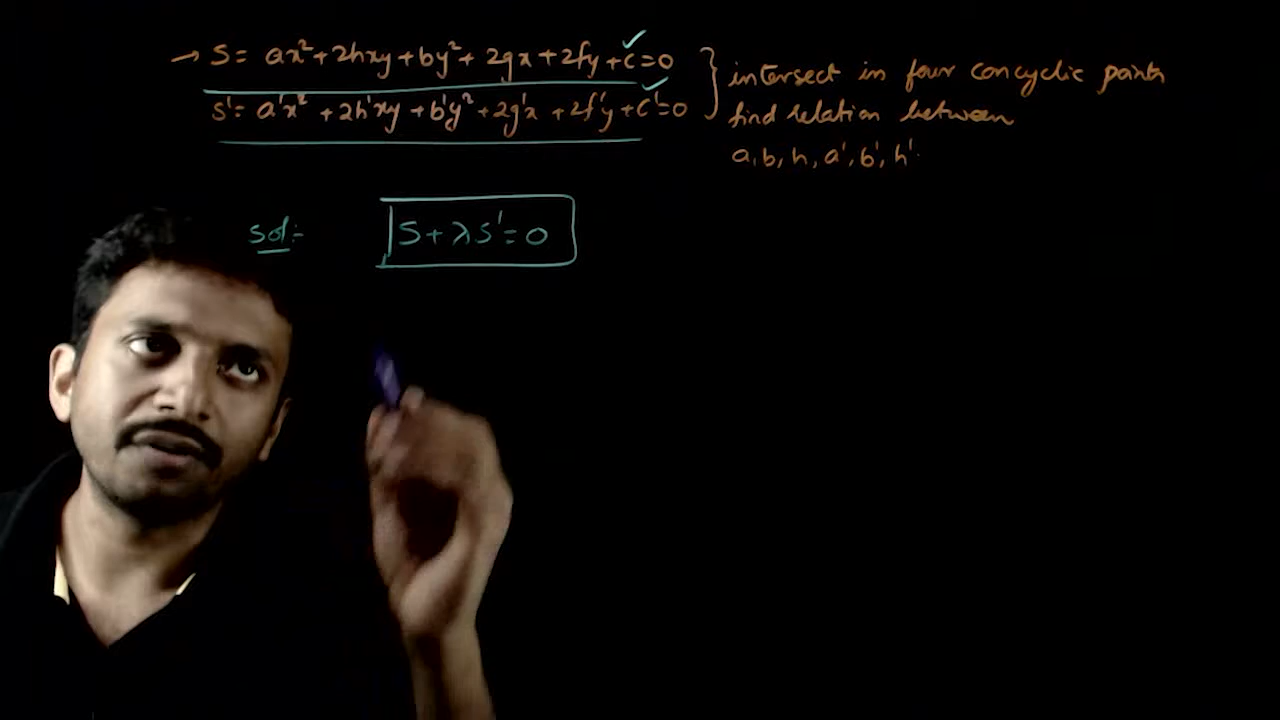 → S = ax² + 2hxy + by² + 2gx + 2fy + c = 0
S' = a'x² + 2h'xy + b'y² + 2g'x + 2f'y + c' = 0
intersect in four concyclic points
find relation between
a, b, h, a', b', h'.
Sol:-
S + λS' = 0